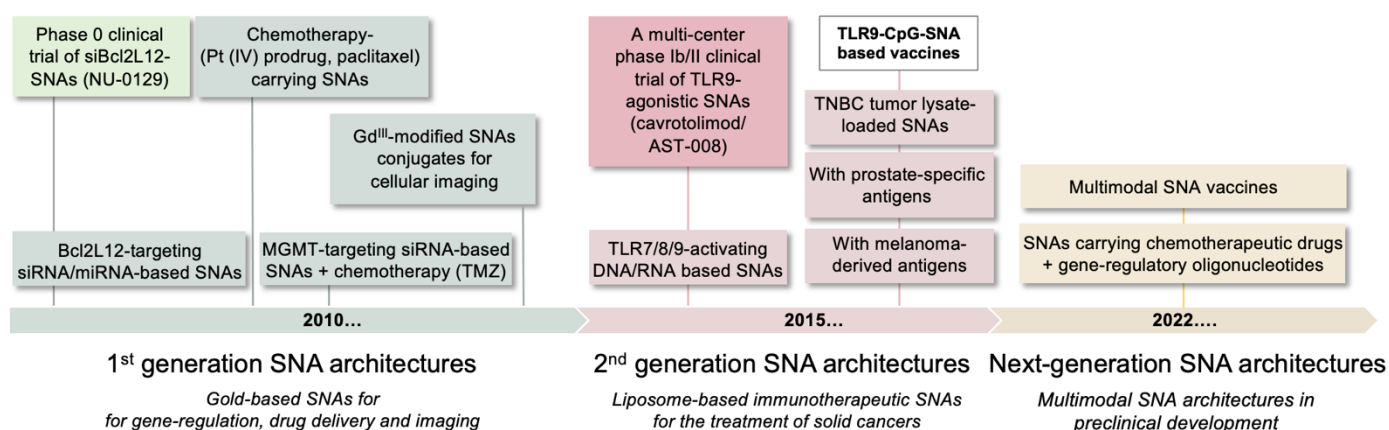 Phase 0 clinical
trial of siBcl2L12-
SNAs (NU-0129)
Chemotherapy-
(Pt (IV) prodrug, paclitaxel)
carrying SNAs
Gdᴵᴵᴵ-modified SNAs
conjugates for
cellular imaging
Bcl2L12-targeting
siRNA/miRNA-based SNAs
MGMT-targeting siRNA-based
SNAs + chemotherapy (TMZ)
A multi-center
phase Ib/II clinical
trial of TLR9-
agonistic SNAs
(cavrotolimod/
AST-008)
TLR7/8/9-activating
DNA/RNA based SNAs
TLR9-CpG-SNA
based vaccines
TNBC tumor lysate-
loaded SNAs
With prostate-specific
antigens
With melanoma-
derived antigens
Multimodal SNA vaccines
SNAs carrying chemotherapeutic drugs
+ gene-regulatory oligonucleotides
2010...
2015...
2022....
1st generation SNA architectures
Gold-based SNAs for
for gene-regulation, drug delivery and imaging
2nd generation SNA architectures
Liposome-based immunotherapeutic SNAs
for the treatment of solid cancers
Next-generation SNA architectures
Multimodal SNA architectures in
preclinical development